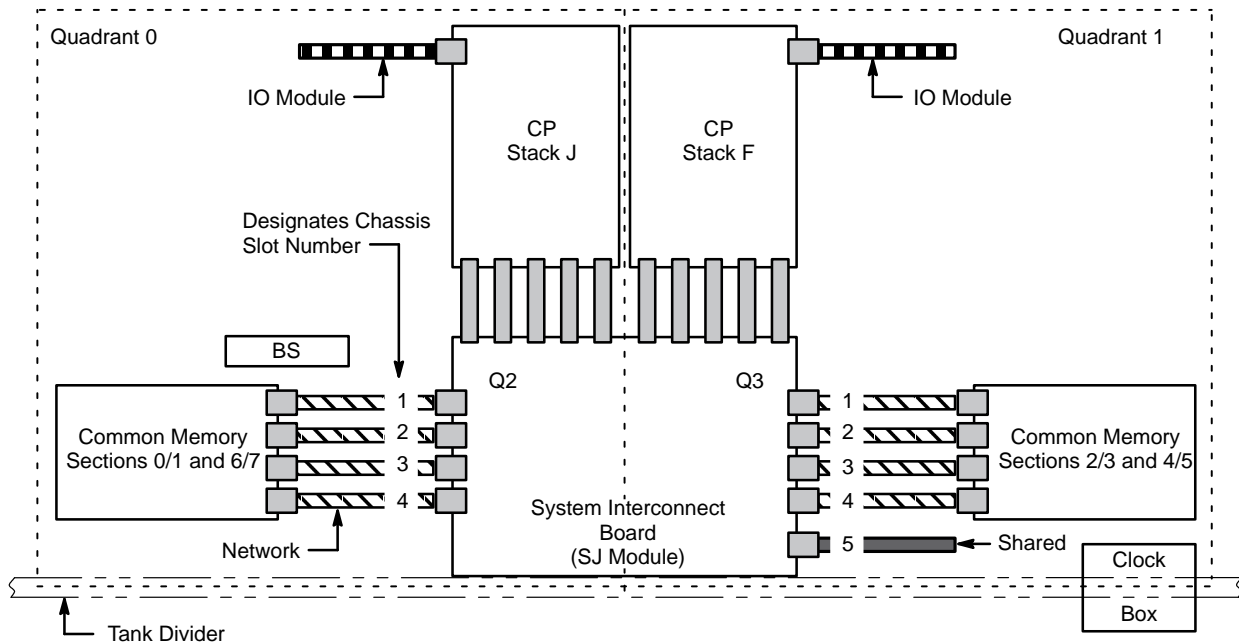 Quadrant 0
Quadrant 1
IO Module
IO Module
CP
Stack J
CP
Stack F
Designates Chassis
Slot Number
BS
Q2
Q3
1
2
3
4
1
2
3
4
5
Common Memory
Sections 0/1 and 6/7
Common Memory
Sections 2/3 and 4/5
System Interconnect
Board
(SJ Module)
Network
Shared
Clock
Box
Tank Divider